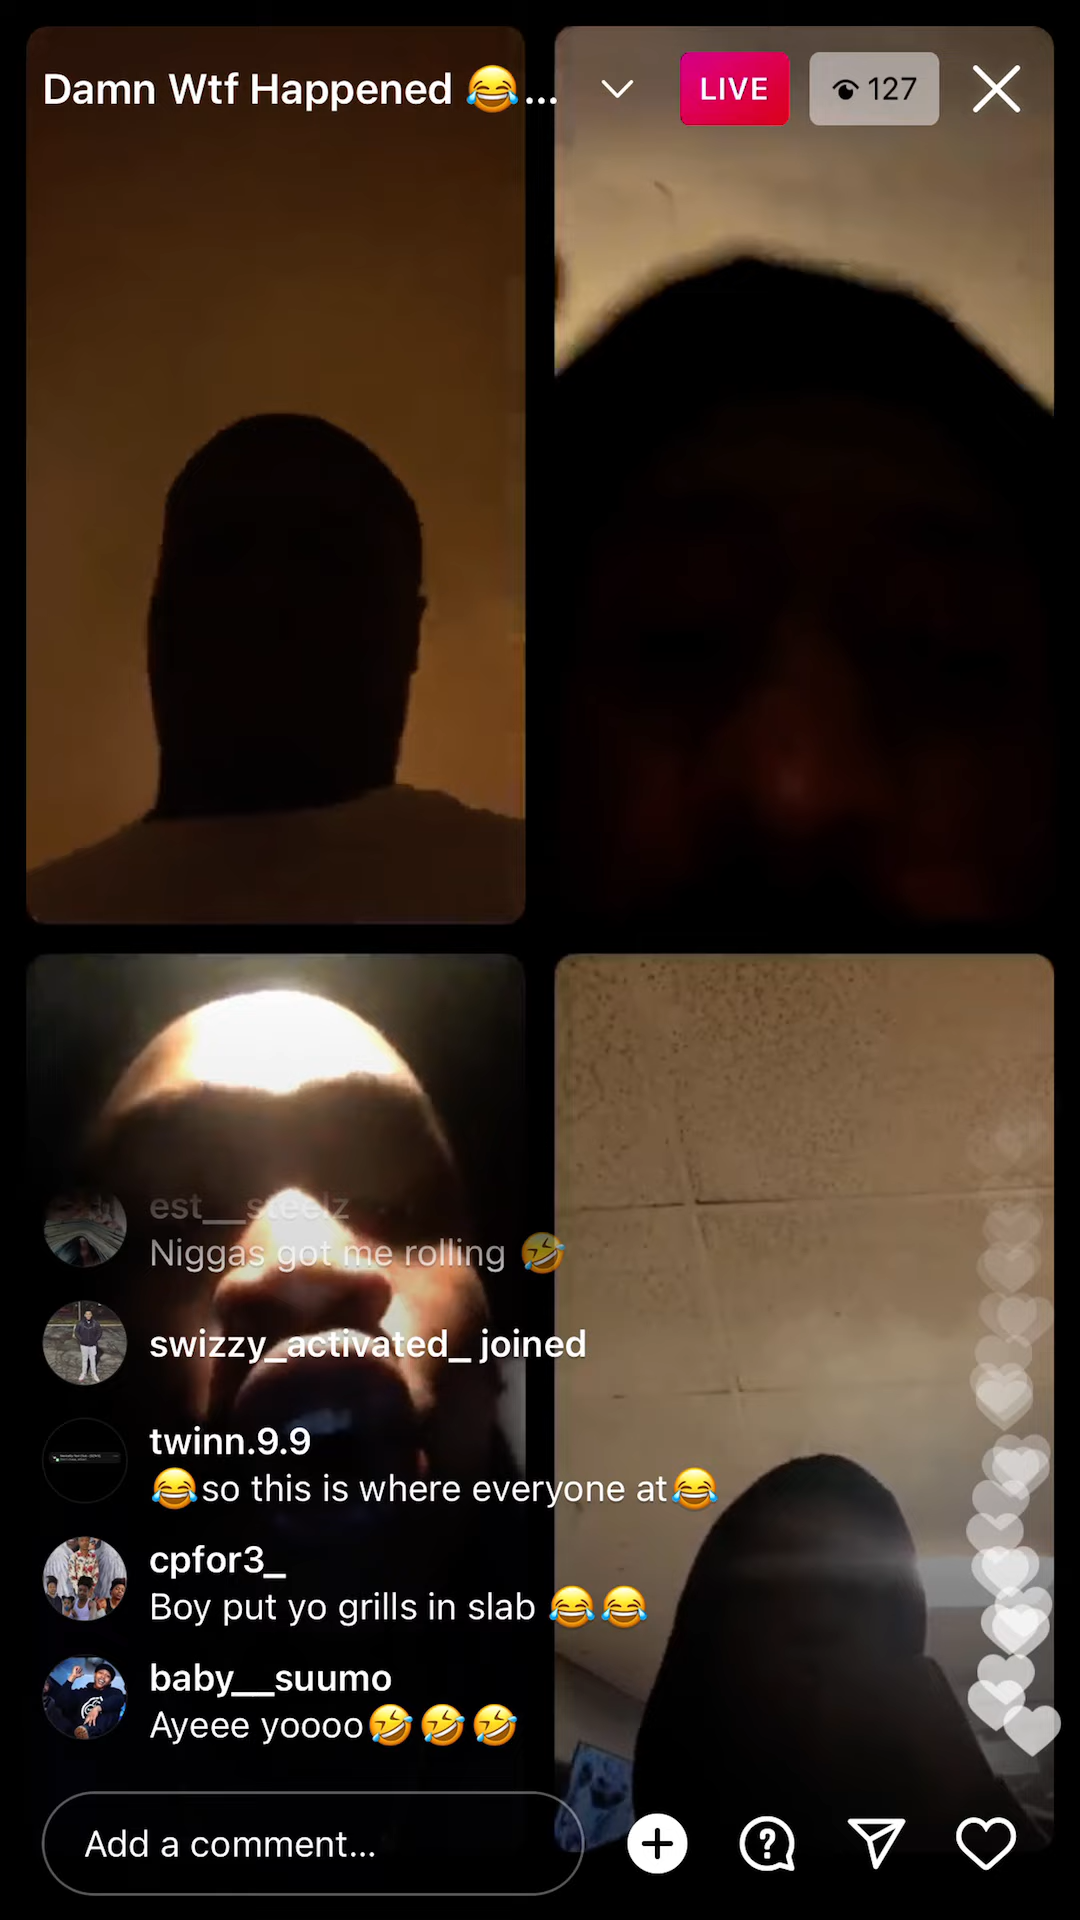 Damn Wtf Happened 😂...
LIVE
127
est__steelz
Niggas got me rolling 🤣
swizzy_activated_ joined
twinn.9.9
😂so this is where everyone at😂
cpfor3_
Boy put yo grills in slab 😂😂
baby__suumo
Ayeee yoooo🤣🤣🤣
Add a comment...